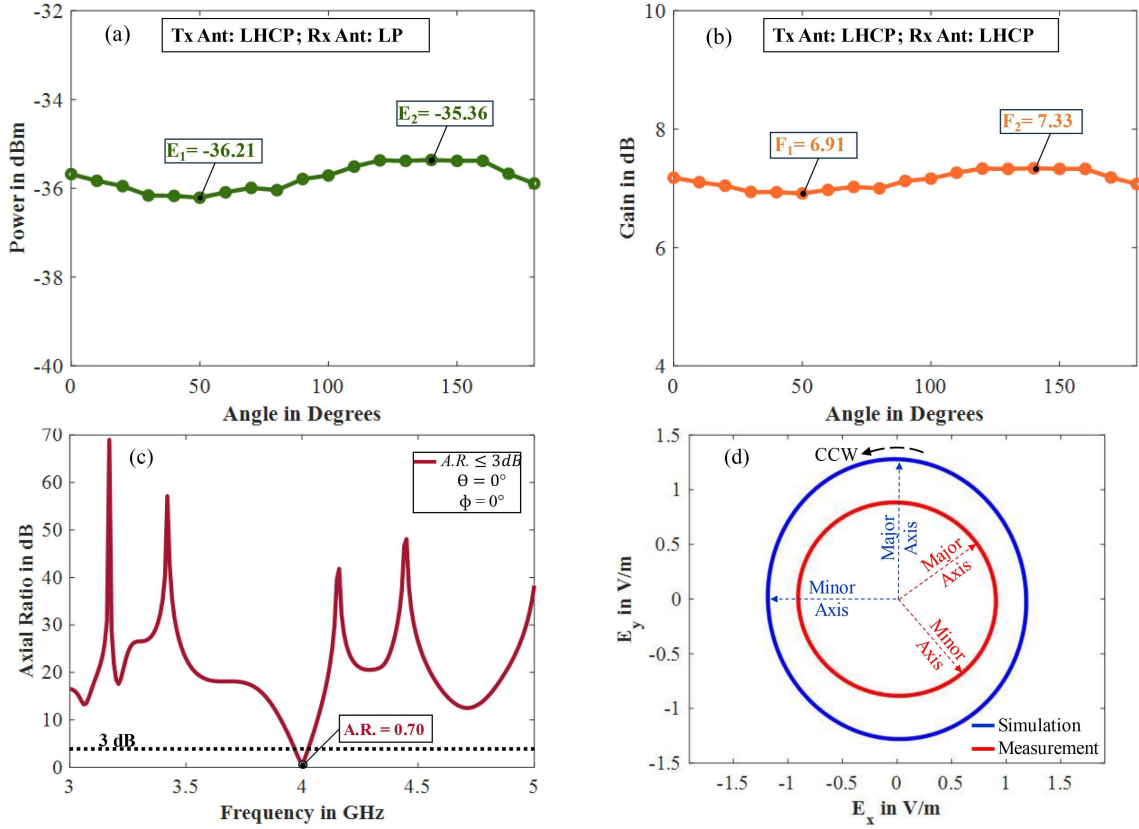 (a)
Tx Ant: LHCP; Rx Ant: LP
E₁= -36.21
E₂= -35.36
Power in dBm
-32
-34
-36
-38
-40
0
50
100
150
Angle in Degrees
(b)
Tx Ant: LHCP; Rx Ant: LHCP
F₁= 6.91
F₂= 7.33
Gain in dB
10
8
6
4
0
50
100
150
Angle in Degrees
(c)
A.R. ≤ 3dB
Θ = 0°
ϕ = 0°
3 dB
A.R. = 0.70
Axial Ratio in dB
70
60
50
40
30
20
10
0
3
3.5
4
4.5
5
Frequency in GHz
(d)
CCW
Major
Axis
Minor
Axis
Major
Axis
Minor
Axis
Simulation
Measurement
E_y in V/m
1.5
1
0.5
0
-0.5
-1
-1.5
-1.5
-1
-0.5
0
0.5
1
1.5
E_x in V/m